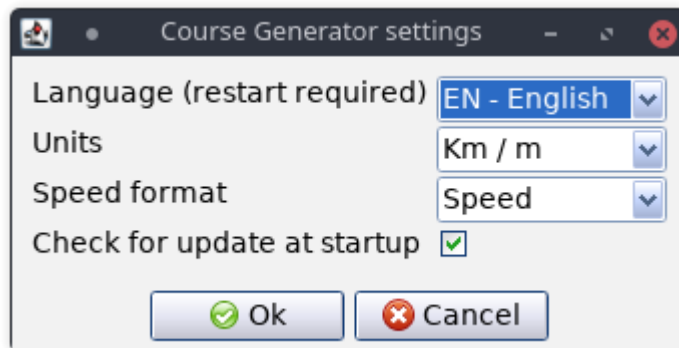 Course Generator settings
Language (restart required) EN - English
Units Km / m
Speed format Speed
Check for update at startup
Ok Cancel